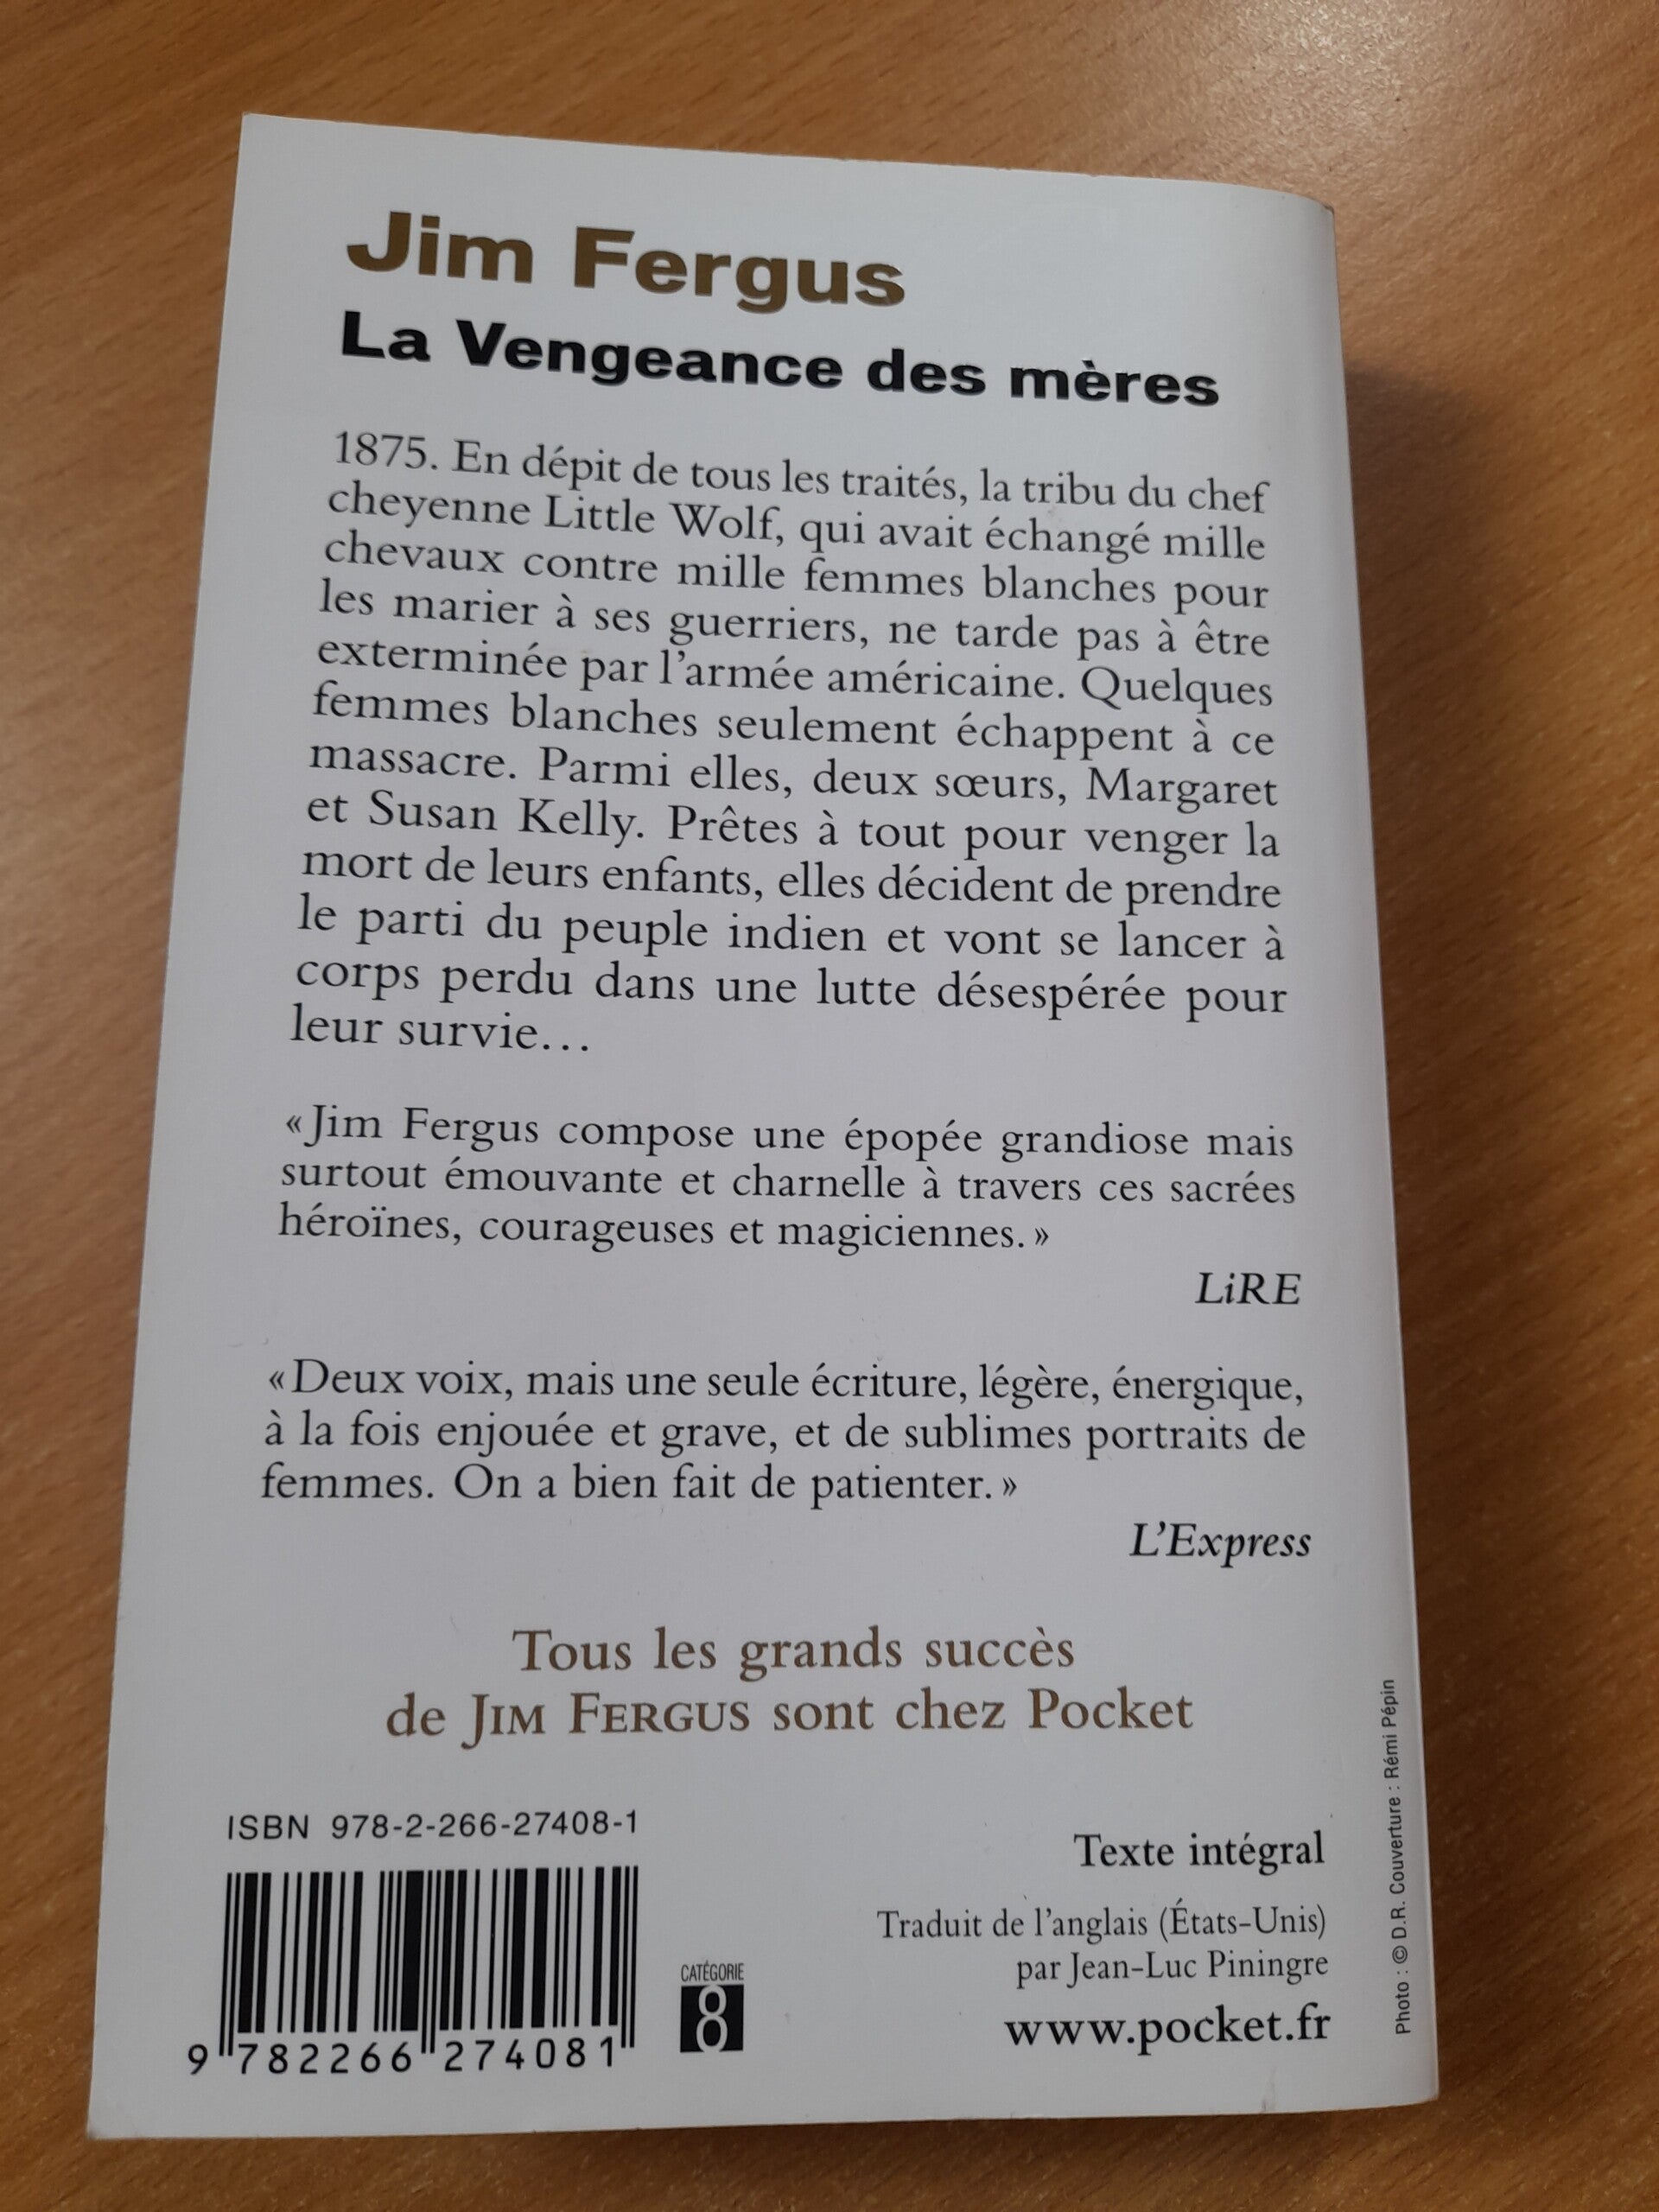 Jim Fergus
La Vengeance des mères
1875. En dépit de tous les traités, la tribu du chef
cheyenne Little Wolf, qui avait échangé mille
chevaux contre mille femmes blanches pour
les marier à ses guerriers, ne tarde pas à être
exterminée par l'armée américaine. Quelques
femmes blanches seulement échappent à ce
massacre. Parmi elles, deux sœurs, Margaret
et Susan Kelly. Prêtes à tout pour venger la
mort de leurs enfants, elles décident de prendre
le parti du peuple indien et vont se lancer à
corps perdu dans une lutte désespérée pour
leur survie…
« Jim Fergus compose une épopée grandiose mais
surtout émouvante et charnelle à travers ces sacrées
héroïnes, courageuses et magiciennes. »
LiRE
« Deux voix, mais une seule écriture, légère, énergique,
à la fois enjouée et grave, et de sublimes portraits de
femmes. On a bien fait de patienter. »
L'Express
Tous les grands succès
de JIM FERGUS sont chez Pocket
ISBN 978-2-266-27408-1
9 782266 274081
CATÉGORIE
8
Texte intégral
Traduit de l'anglais (États-Unis)
par Jean-Luc Piningre
www.pocket.fr
Photo : © D.R. Couverture : Rémi Pépin